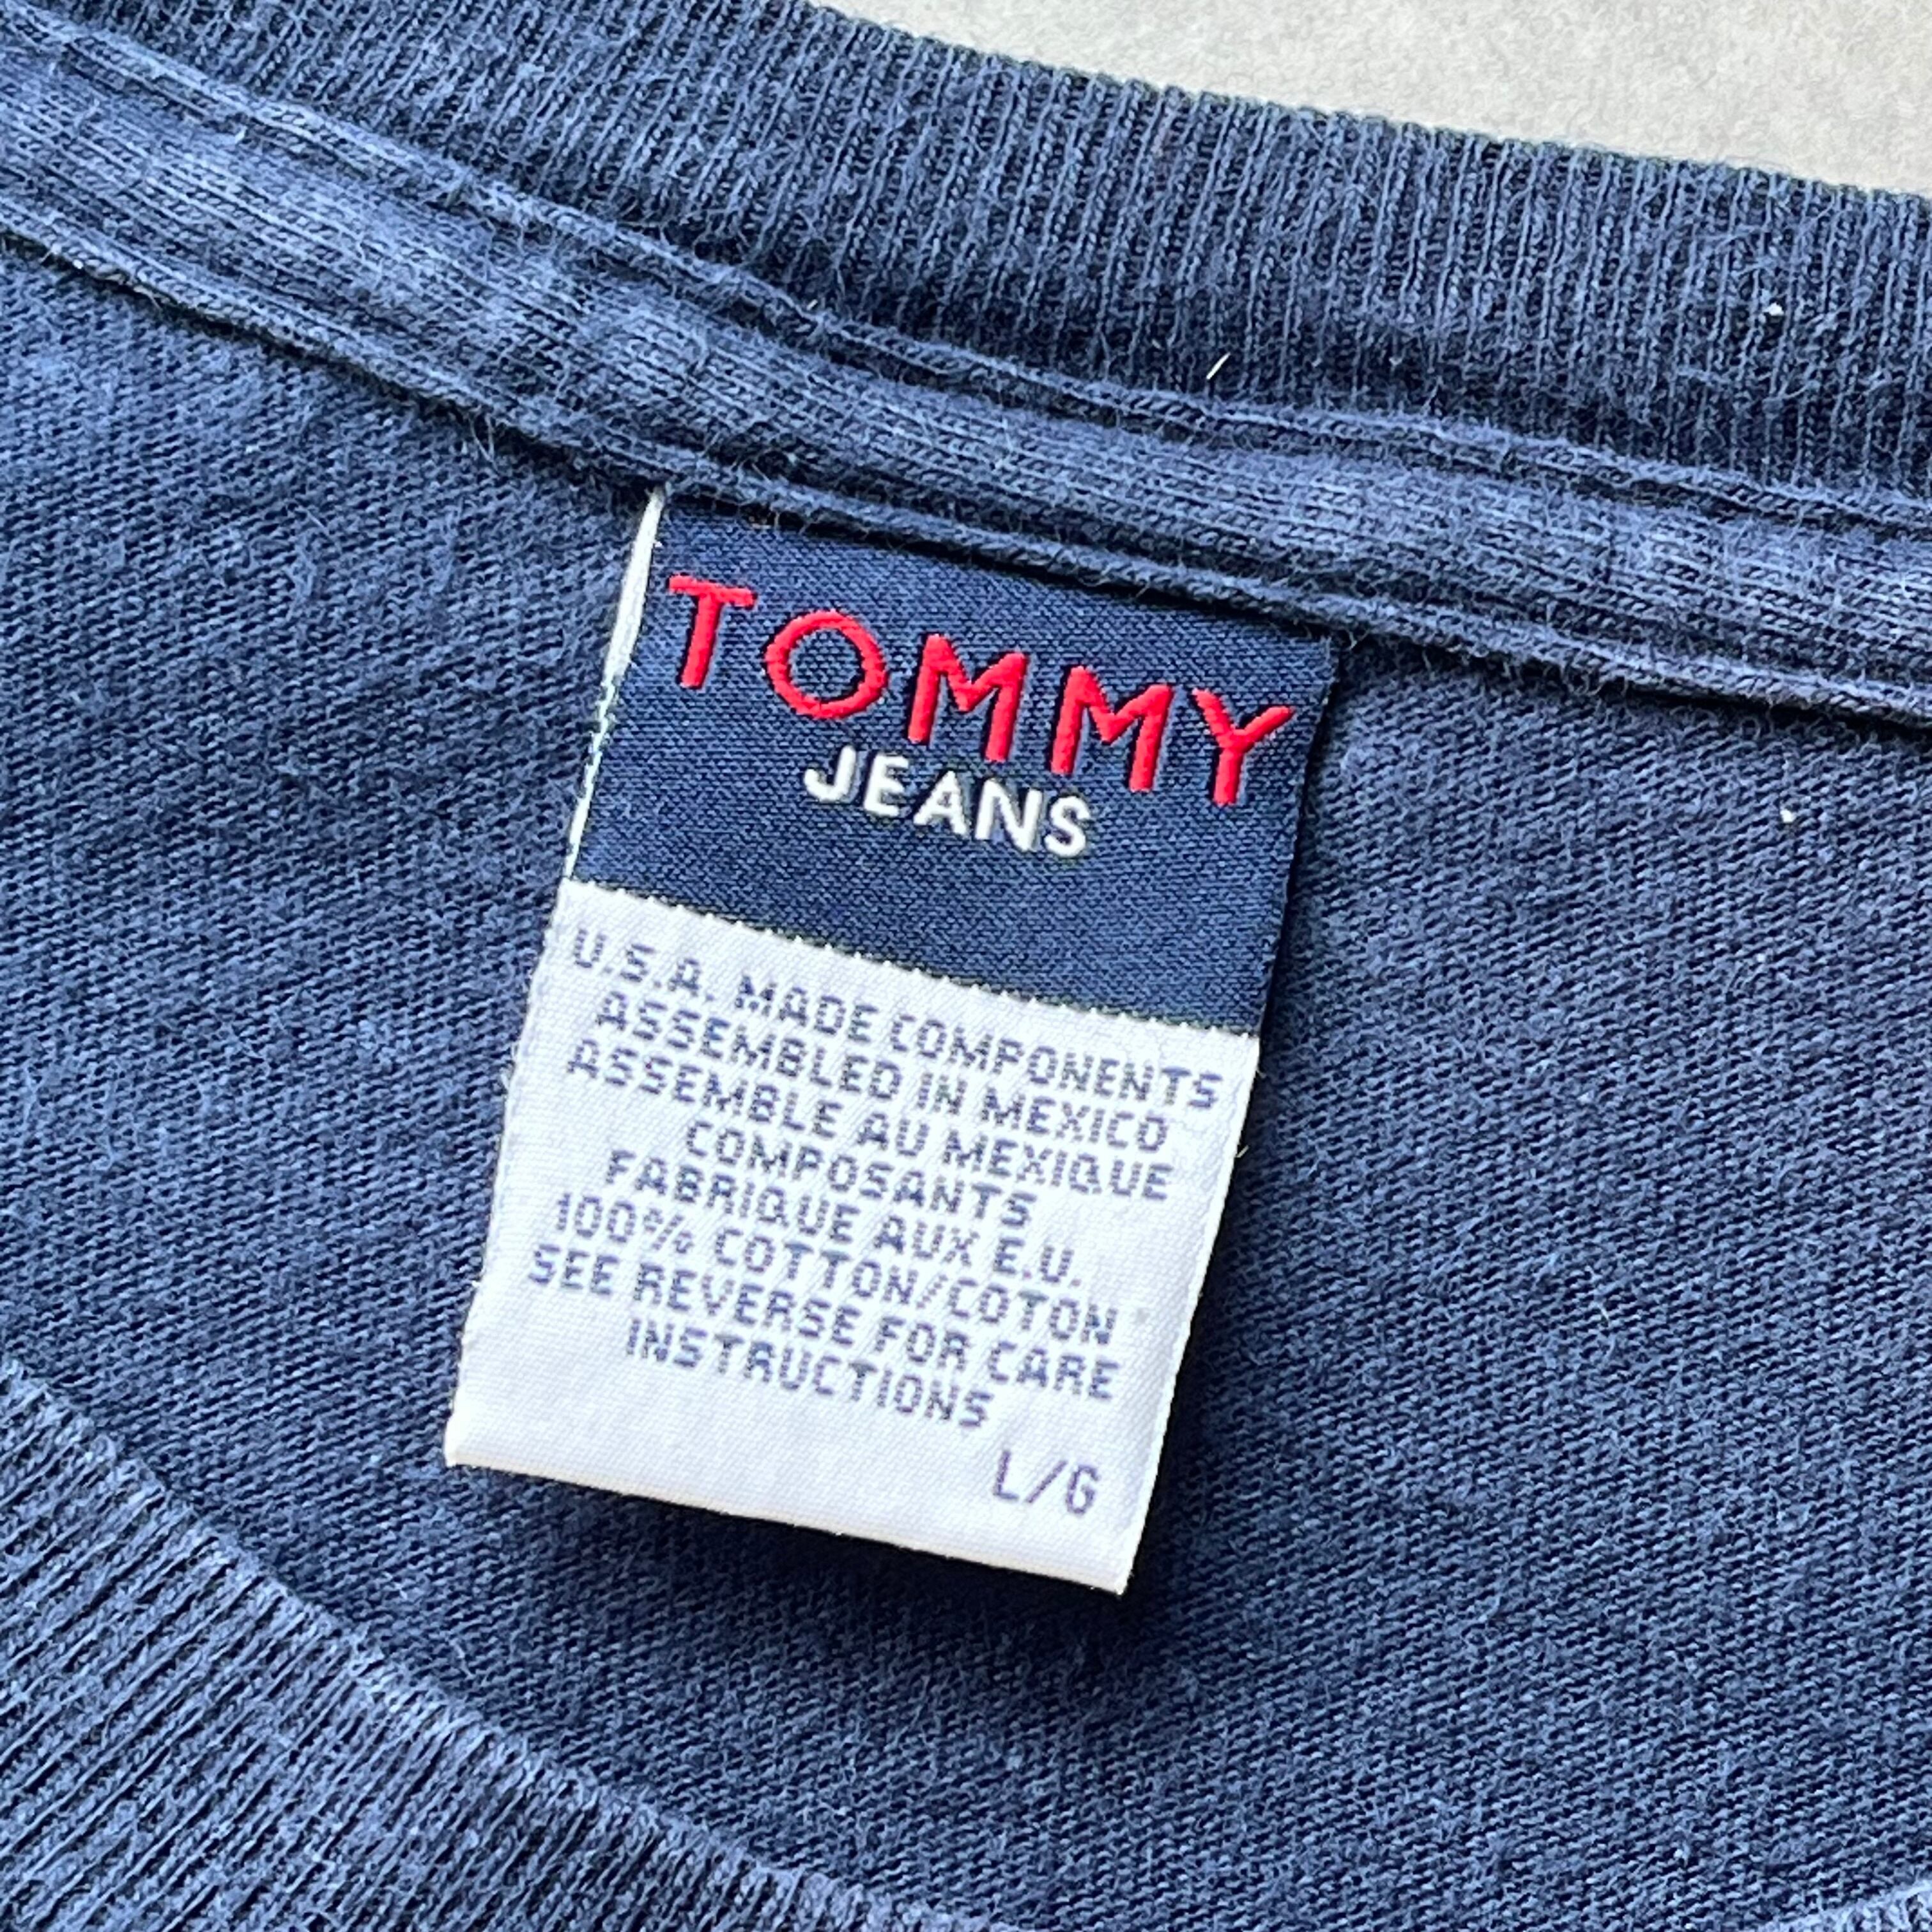 TOMMY
JEANS
U.S.A. MADE COMPONENTS
ASSEMBLED IN MEXICO
ASSEMBLE AU MEXIQUE
COMPOSANTS
FABRIQUE AUX E.U.
100% COTTON/COTON
SEE REVERSE FOR CARE
INSTRUCTIONS
L/G